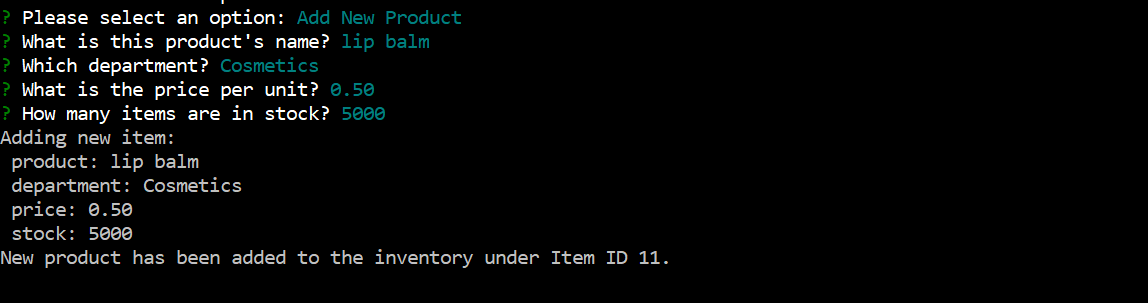 ? Please select an option: Add New Product
? What is this product's name? lip balm
? Which department? Cosmetics
? What is the price per unit? 0.50
? How many items are in stock? 5000
Adding new item:
 product: lip balm
 department: Cosmetics
 price: 0.50
 stock: 5000
New product has been added to the inventory under Item ID 11.